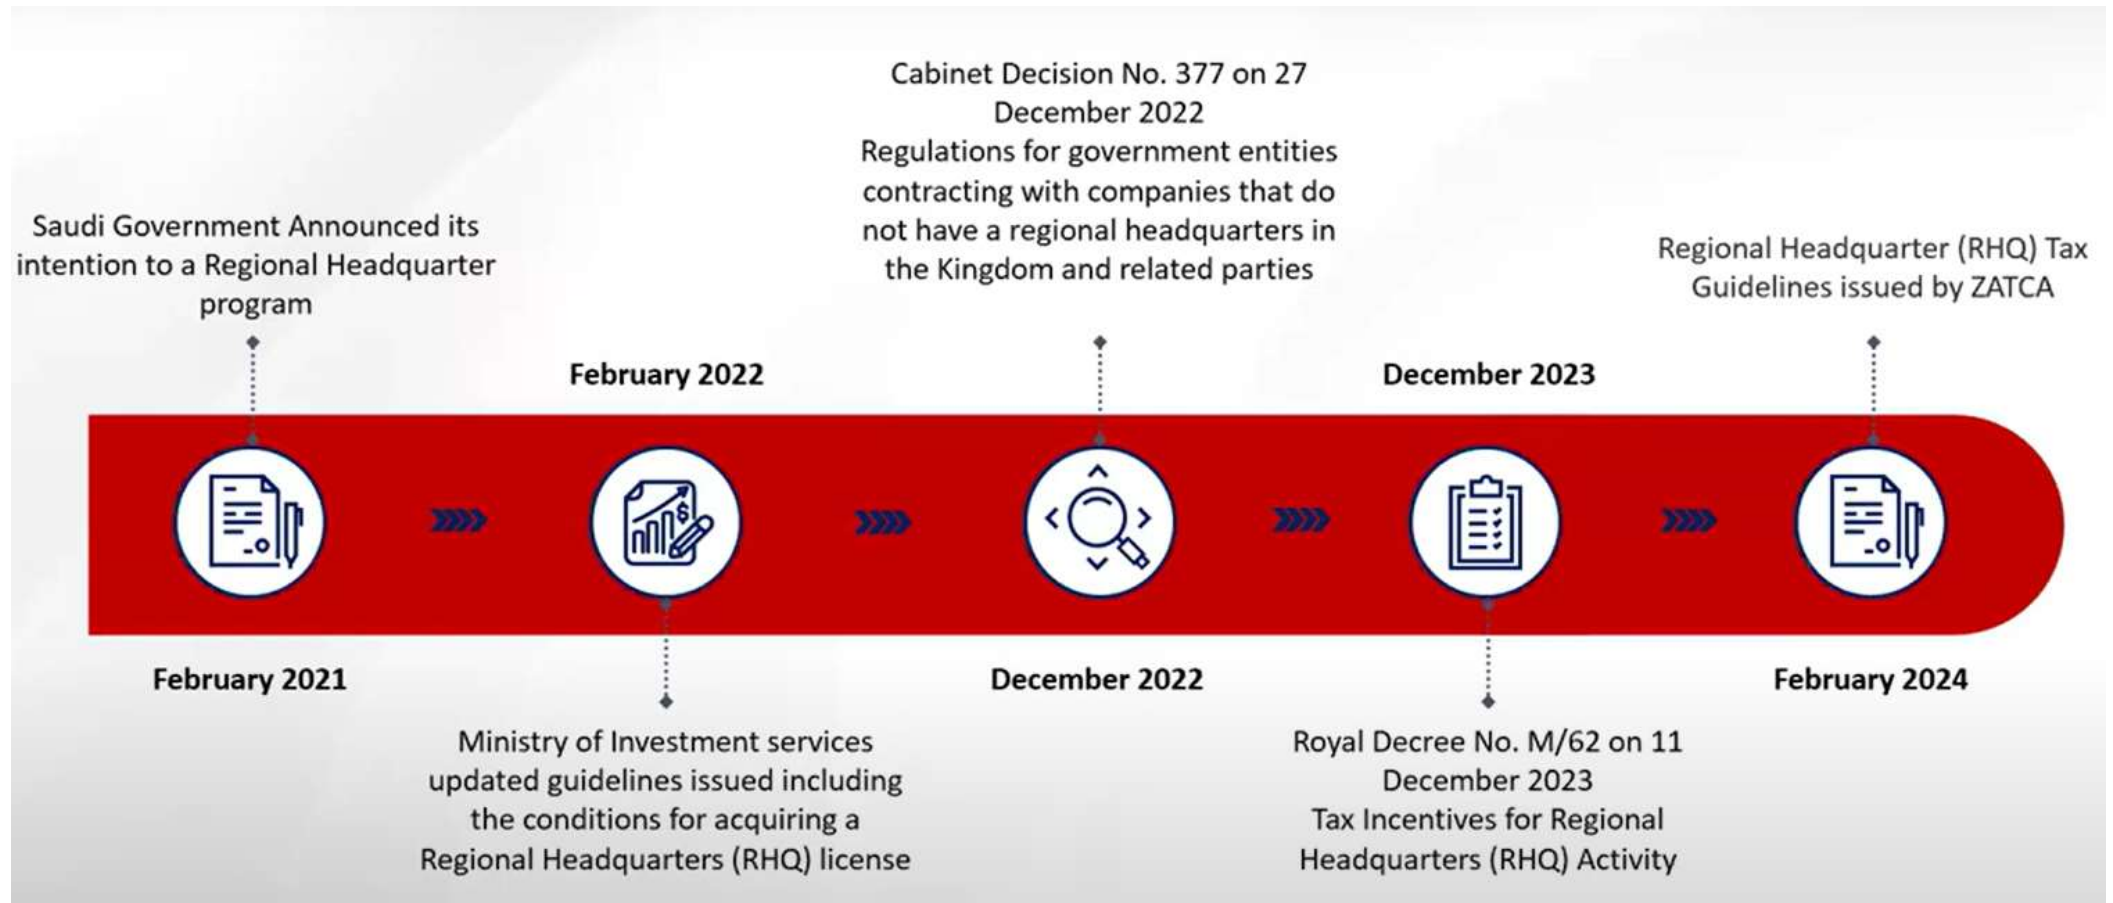 Saudi Government Announced its
intention to a Regional Headquarter
program
February 2021
February 2022
Ministry of Investment services
updated guidelines issued including
the conditions for acquiring a
Regional Headquarters (RHQ) license
Cabinet Decision No. 377 on 27
December 2022
Regulations for government entities
contracting with companies that do
not have a regional headquarters in
the Kingdom and related parties
December 2022
December 2023
Royal Decree No. M/62 on 11
December 2023
Tax Incentives for Regional
Headquarters (RHQ) Activity
Regional Headquarter (RHQ) Tax
Guidelines issued by ZATCA
February 2024